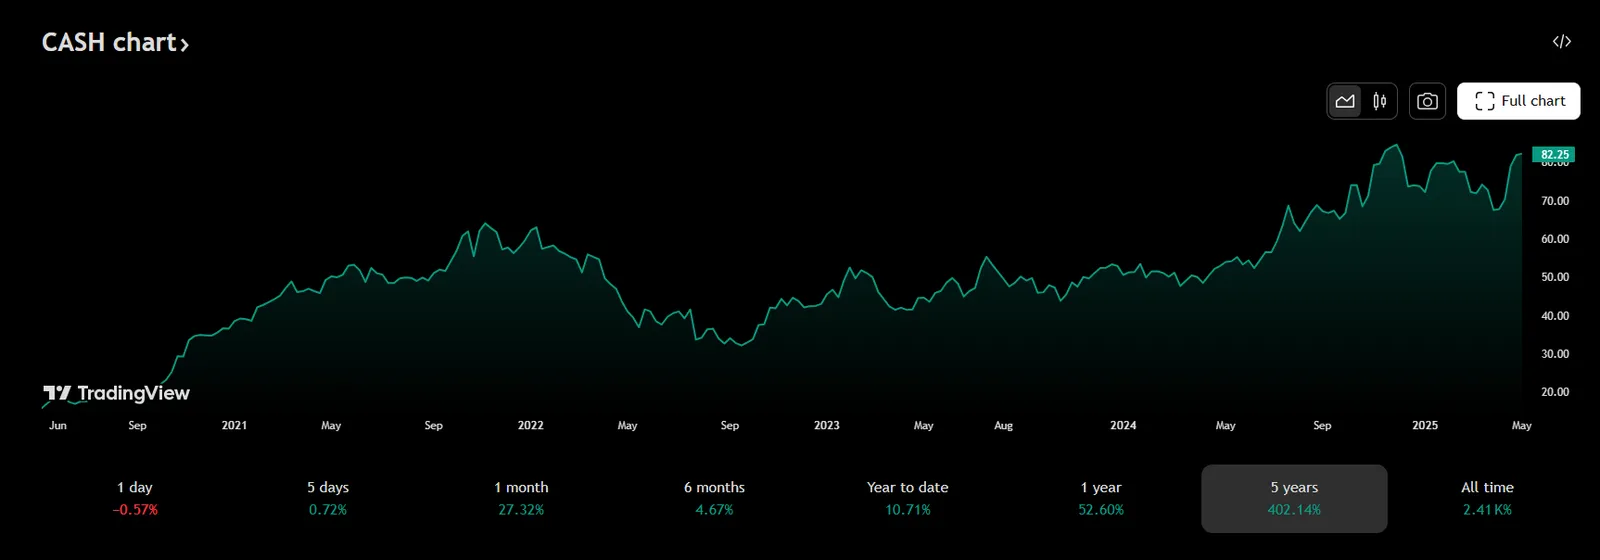 CASH chart ›
</>
Full chart
82.25
80.00
70.00
60.00
50.00
40.00
30.00
20.00
TradingView
Jun Sep 2021 May Sep 2022 May Sep 2023 May Aug 2024 May Sep 2025 May
1 day 5 days 1 month 6 months Year to date 1 year 5 years All time
−0.57% 0.72% 27.32% 4.67% 10.71% 52.60% 402.14% 2.41K%